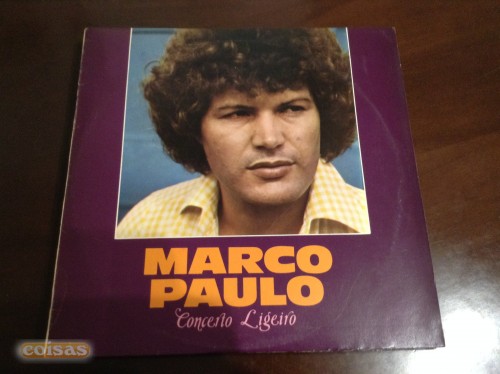 MARCO
PAULO
Concerto Ligeiro
coisas